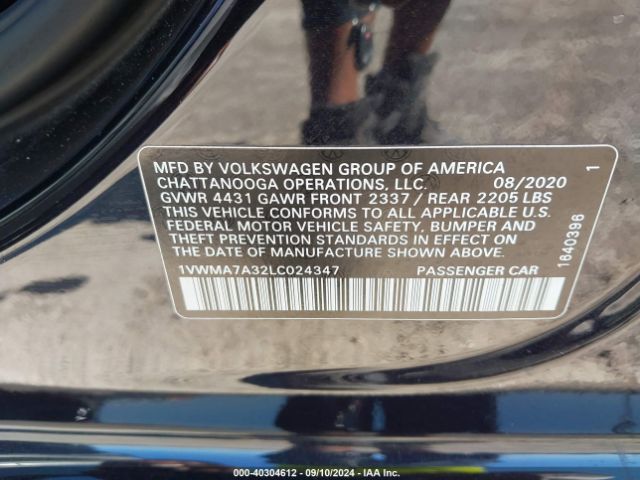 MFD BY VOLKSWAGEN GROUP OF AMERICA
CHATTANOOGA OPERATIONS, LLC. 08/2020
GVWR 4431 GAWR FRONT 2337 / REAR 2205 LBS
THIS VEHICLE CONFORMS TO ALL APPLICABLE U.S.
FEDERAL MOTOR VEHICLE SAFETY, BUMPER AND
THEFT PREVENTION STANDARDS IN EFFECT ON THE
DATE OF MANUFACTURE SHOWN ABOVE.
1VWMA7A32LC024347 PASSENGER CAR
1640396 1
000-40304612 - 09/10/2024 - IAA Inc.